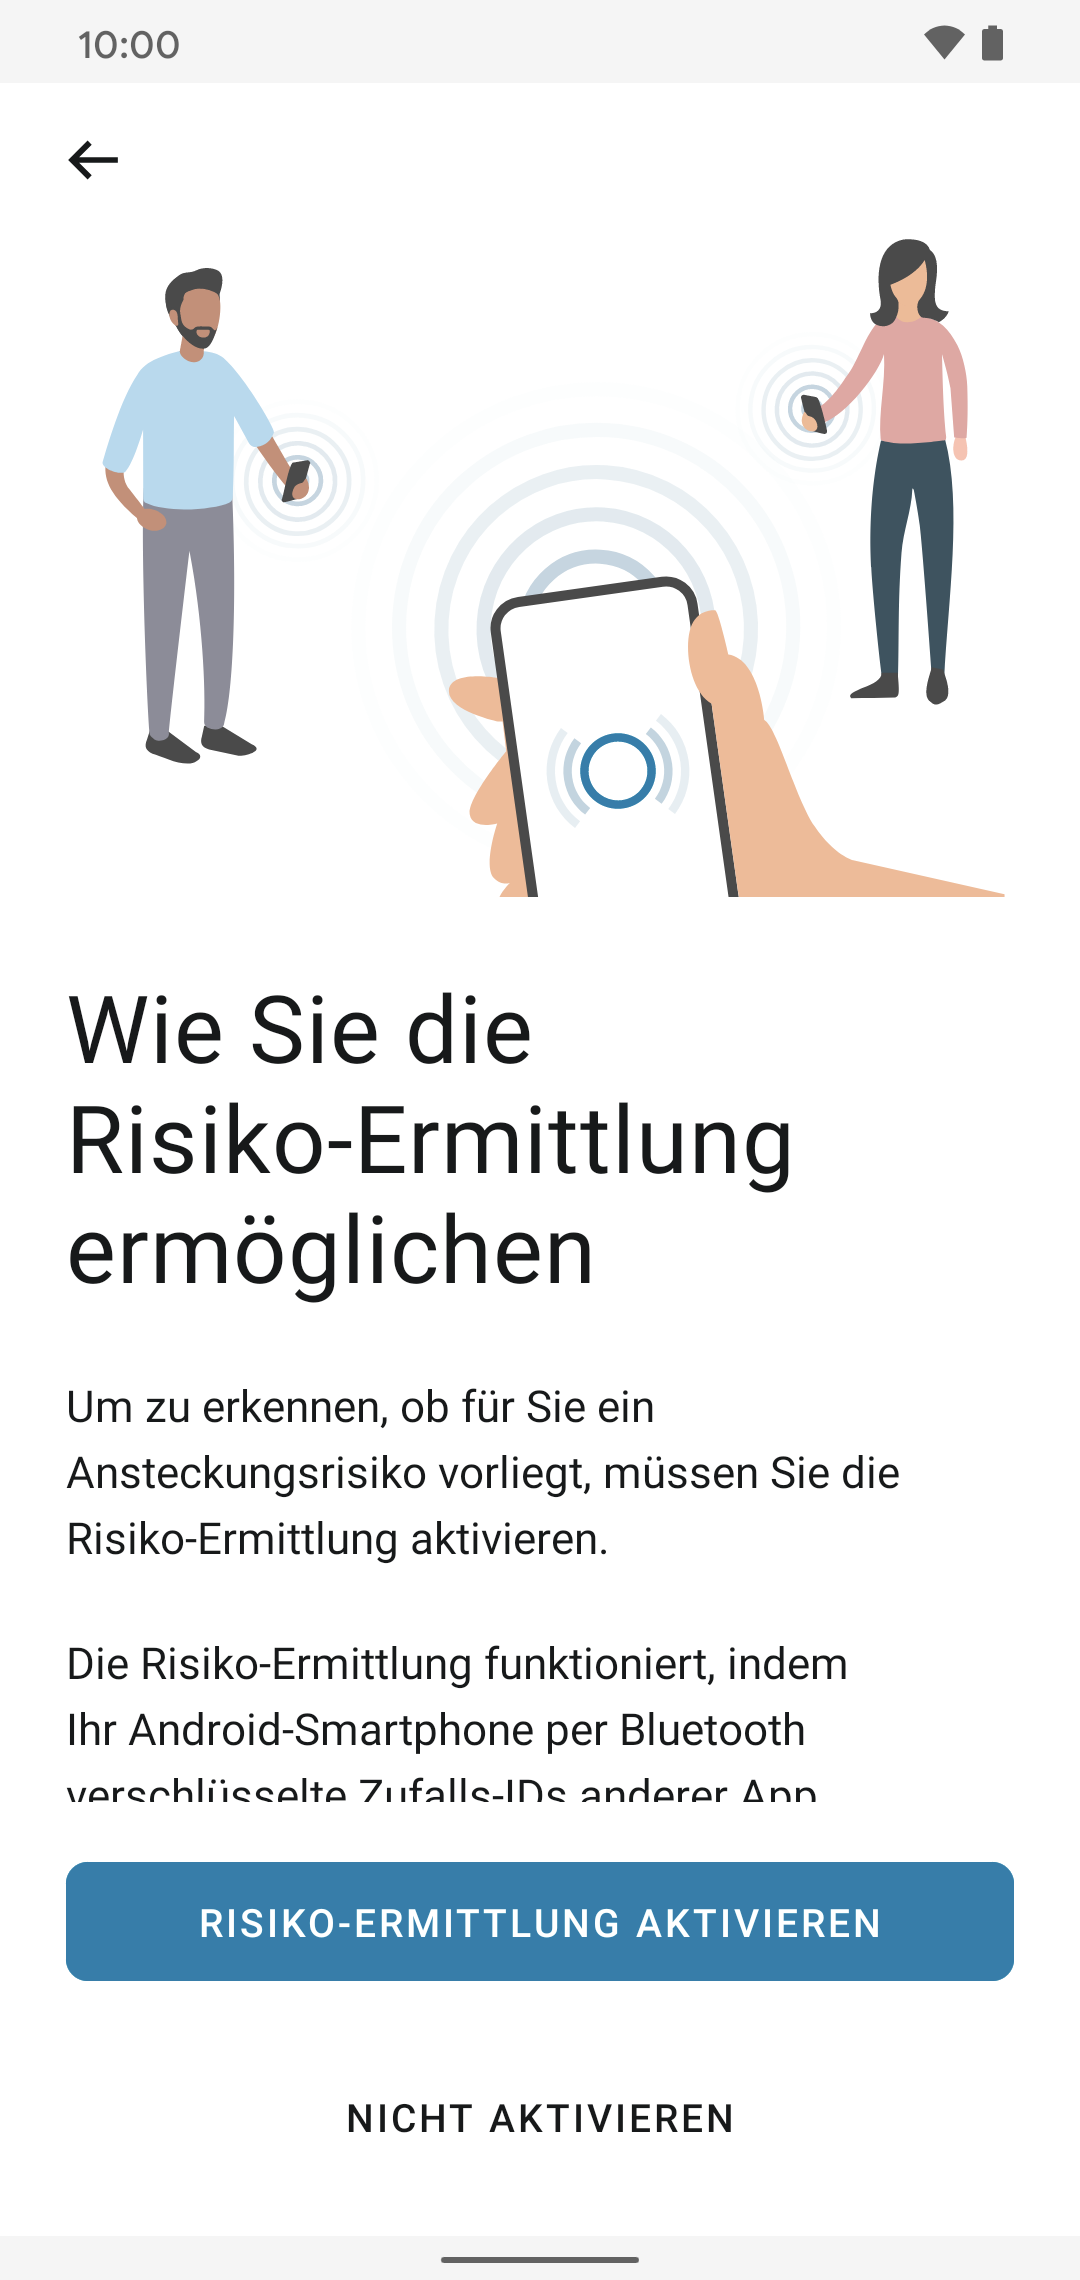 10:00
Wie Sie die
Risiko-Ermittlung
ermöglichen
Um zu erkennen, ob für Sie ein
Ansteckungsrisiko vorliegt, müssen Sie die
Risiko-Ermittlung aktivieren.
Die Risiko-Ermittlung funktioniert, indem
Ihr Android-Smartphone per Bluetooth
verschlüsselte Zufalls-IDs anderer App
RISIKO-ERMITTLUNG AKTIVIEREN
NICHT AKTIVIEREN